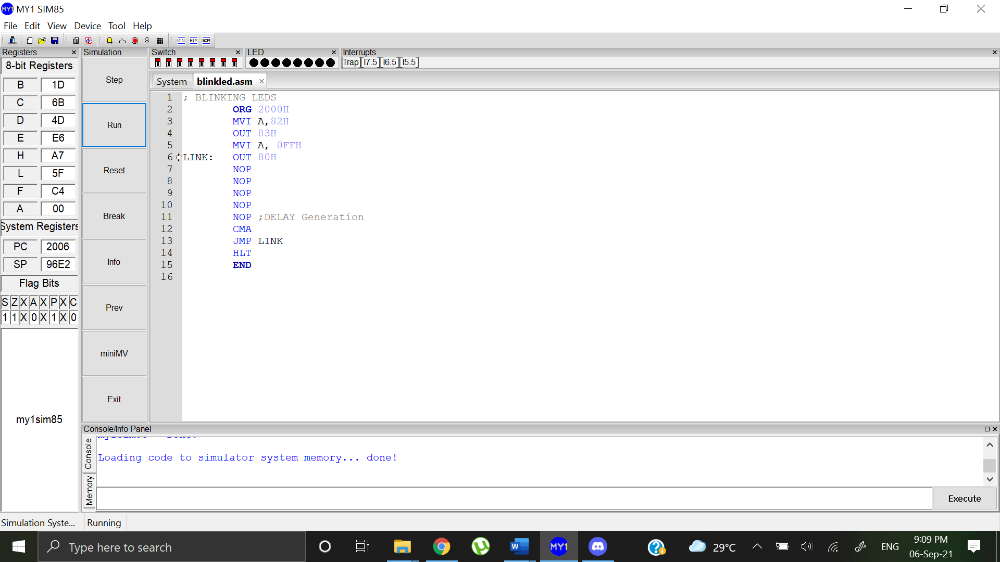 MY1 SIM85
File Edit View Device Tool Help
Registers
8-bit Registers
B 1D
C 6B
D 4D
E E6
H A7
L 5F
F C4
A 00
System Registers
PC 2006
SP 96E2
Flag Bits
S Z X A X P X C
1 1 X 0 X 1 X 0
my1sim85
Simulation
Step
Run
Reset
Break
Info
Prev
miniMV
Exit
Switch
LED
Interrupts
Trap I7.5 I6.5 I5.5
System blinkled.asm
1 ; BLINKING LEDS
2 ORG 2000H
3 MVI A,82H
4 OUT 83H
5 MVI A, 0FFH
6 LINK: OUT 80H
7 NOP
8 NOP
9 NOP
10 NOP
11 NOP ;DELAY Generation
12 CMA
13 JMP LINK
14 HLT
15 END
16
Console/Info Panel
Console
Memory
Loading code to simulator system memory... done!
Execute
Simulation Syste... Running
Type here to search
W
MY1
29°C
ENG
9:09 PM
06-Sep-21